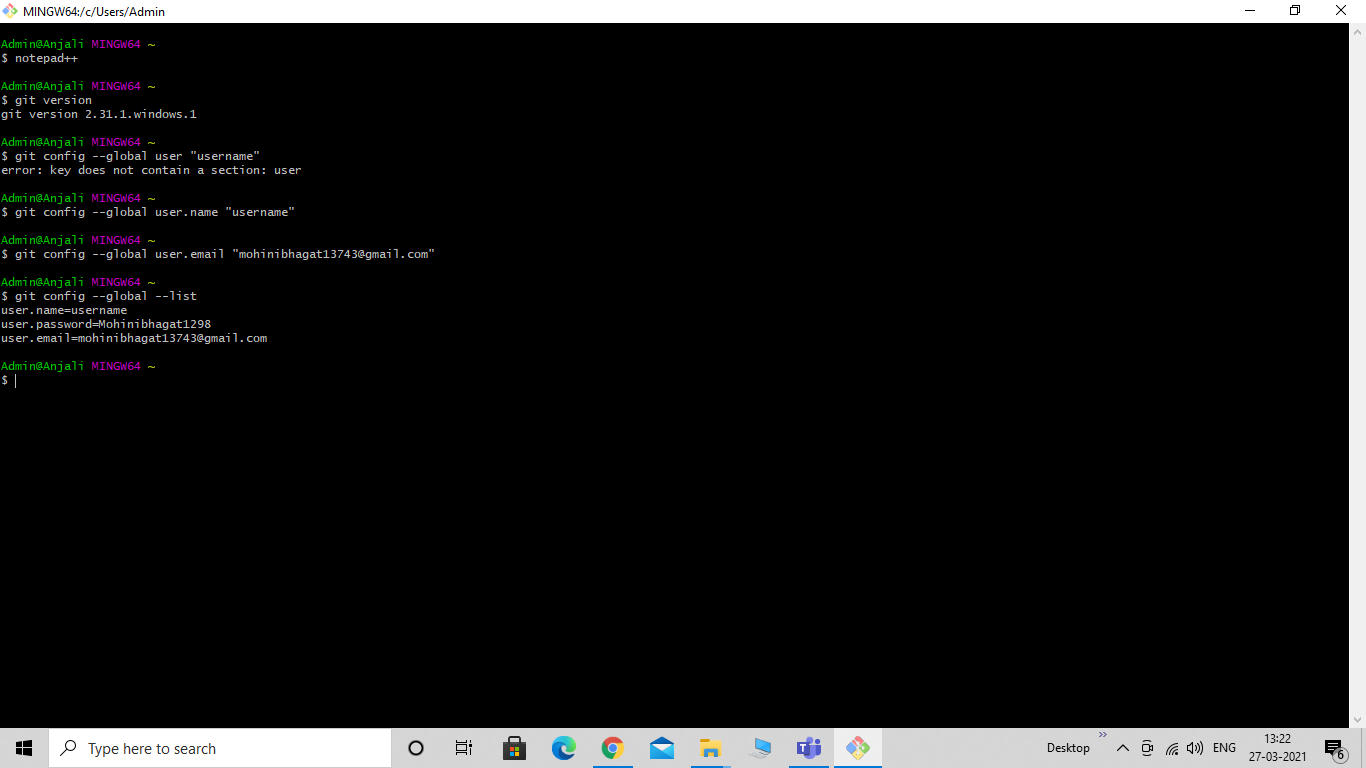 MINGW64:/c/Users/Admin
Admin@Anjali MINGW64 ~
$ notepad++
Admin@Anjali MINGW64 ~
$ git version
git version 2.31.1.windows.1
Admin@Anjali MINGW64 ~
$ git config --global user "username"
error: key does not contain a section: user
Admin@Anjali MINGW64 ~
$ git config --global user.name "username"
Admin@Anjali MINGW64 ~
$ git config --global user.email "mohinibhagat13743@gmail.com"
Admin@Anjali MINGW64 ~
$ git config --global --list
user.name=username
user.password=Mohinibhagat1298
user.email=mohinibhagat13743@gmail.com
Admin@Anjali MINGW64 ~
$
Type here to search
Desktop
ENG
13:22
27-03-2021
6